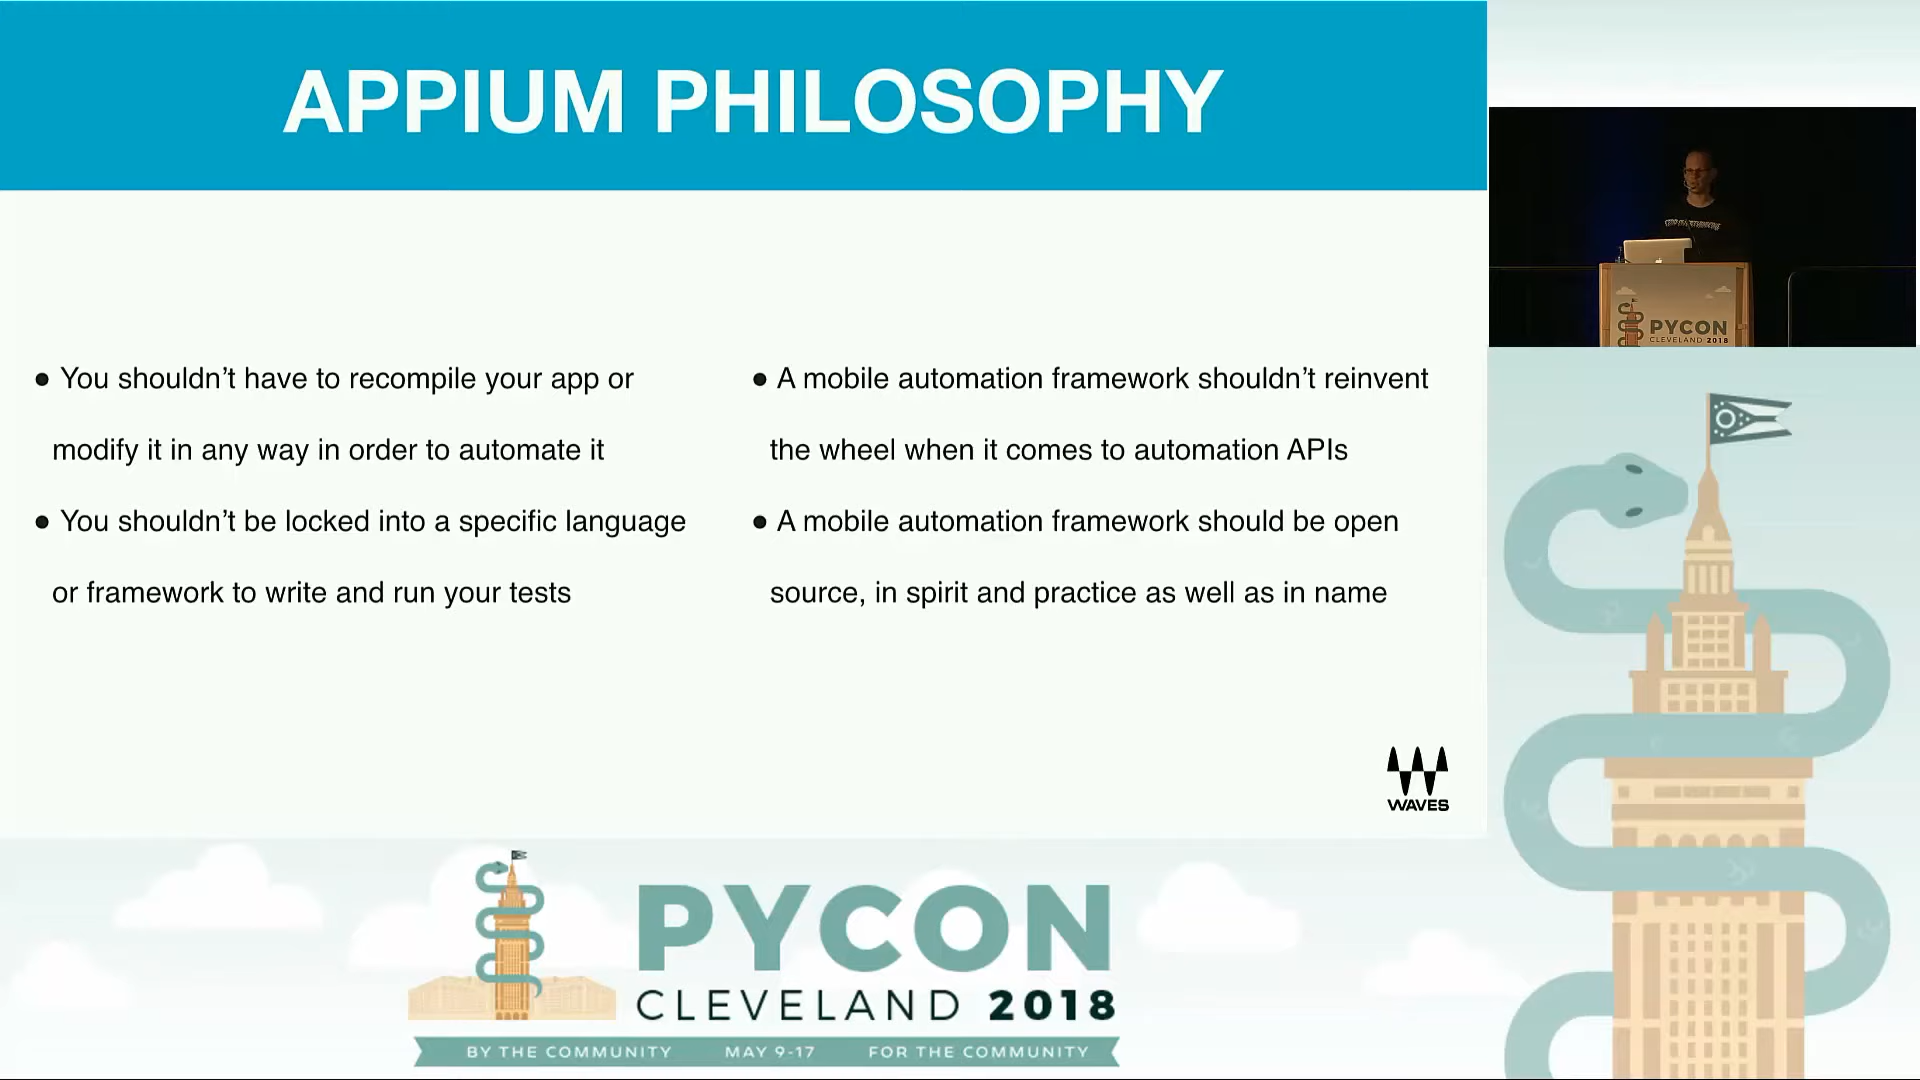 APPIUM PHILOSOPHY
● You shouldn’t have to recompile your app or
modify it in any way in order to automate it
● You shouldn’t be locked into a specific language
or framework to write and run your tests
● A mobile automation framework shouldn’t reinvent
the wheel when it comes to automation APIs
● A mobile automation framework should be open
source, in spirit and practice as well as in name
WAVES
PYCON
CLEVELAND 2018
PYCON
CLEVELAND 2018
BY THE COMMUNITY MAY 9-17 FOR THE COMMUNITY